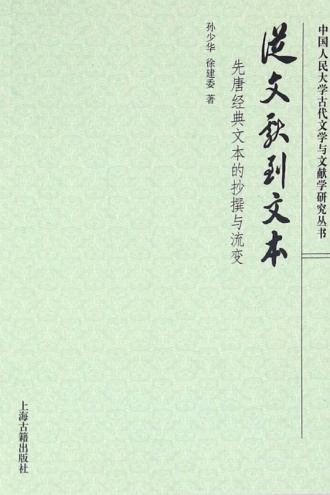 中国人民大学古代文学与文献学研究丛书
从文献到文本
先唐经典文本的抄撰与流变
孙少华 徐建委 著
上海古籍出版社